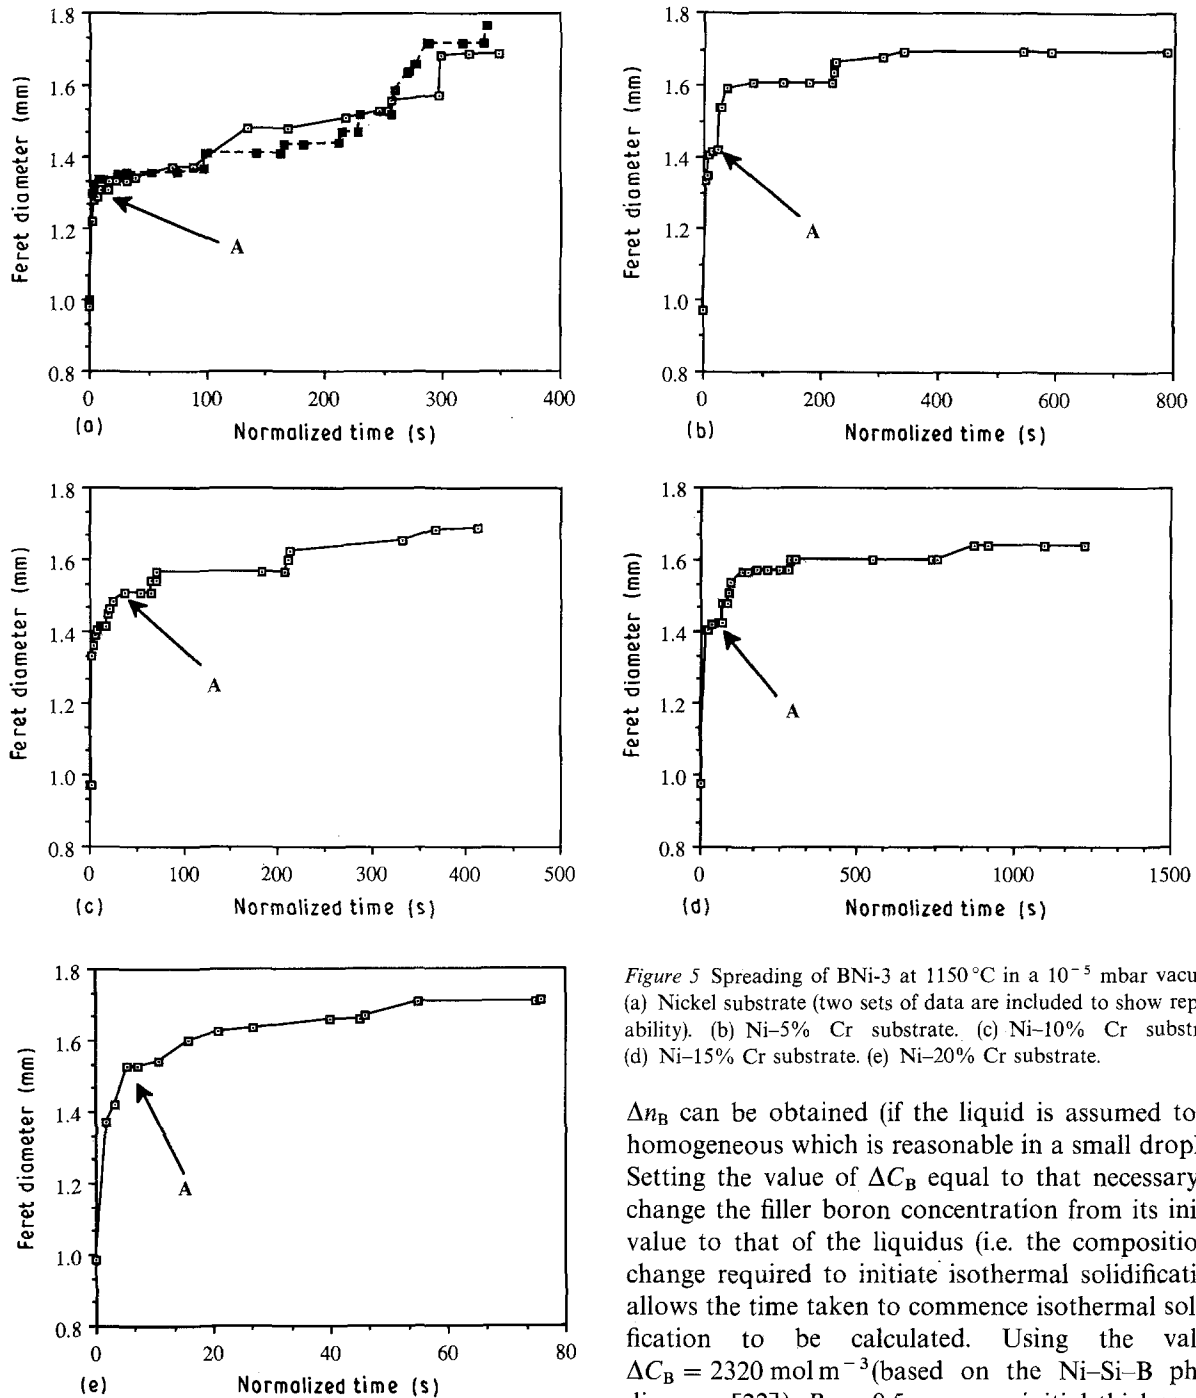 1.8
1.6
1.4
1.2
1.0
0.8
Feret diameter (mm)
A
0 100 200 300 400
(a) Normalized time (s)
1.8
1.6
1.4
1.2
1.0
0.8
Feret diameter (mm)
A
0 200 400 600 800
(b) Normalized time (s)
1.8
1.6
1.4
1.2
1.0
0.8
Feret diameter (mm)
A
0 100 200 300 400 500
(c) Normalized time (s)
1.8
1.6
1.4
1.2
1.0
0.8
Feret diameter (mm)
A
0 500 1000 1500
(d) Normalized time (s)
1.8
1.6
1.4
1.2
1.0
0.8
Feret diameter (mm)
A
0 20 40 60 80
(e) Normalized time (s)
Figure 5 Spreading of BNi-3 at 1150 °C in a 10⁻⁵ mbar vacu
(a) Nickel substrate (two sets of data are included to show rep
ability). (b) Ni–5% Cr substrate. (c) Ni–10% Cr subst
(d) Ni–15% Cr substrate. (e) Ni–20% Cr substrate.
Δn_B can be obtained (if the liquid is assumed to
homogeneous which is reasonable in a small drop
Setting the value of ΔC_B equal to that necessary
change the filler boron concentration from its ini
value to that of the liquidus (i.e. the compositio
change required to initiate isothermal solidificati
allows the time taken to commence isothermal sol
fication to be calculated. Using the val
ΔC_B = 2320 mol m⁻³ (based on the Ni–Si–B ph